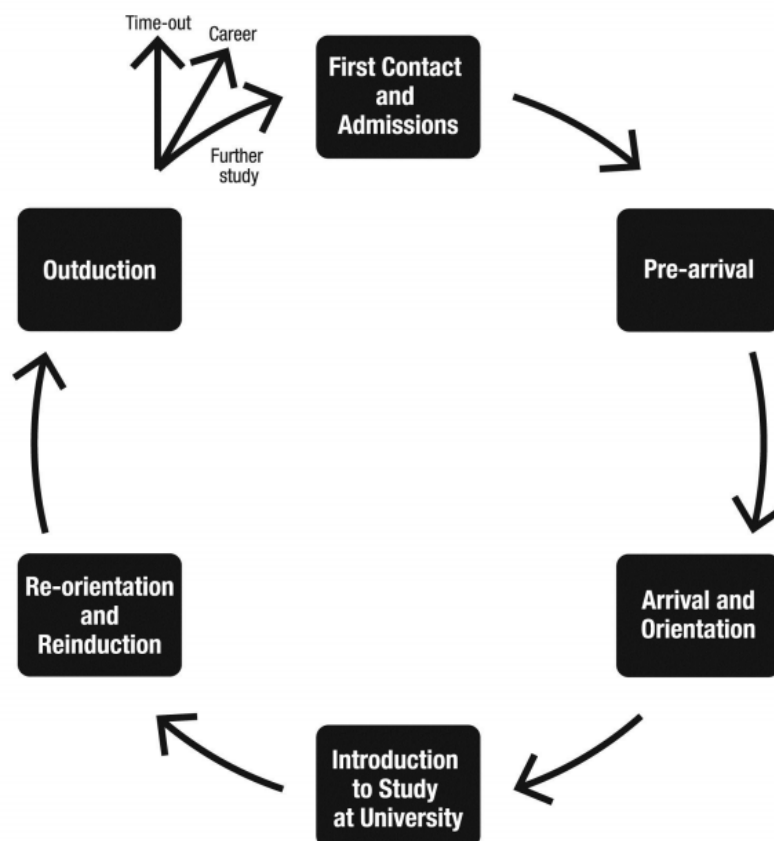 Time-out
Career
Further
study
First Contact
and
Admissions
Pre-arrival
Arrival and
Orientation
Introduction
to Study
at University
Re-orientation
and
Reinduction
Outduction